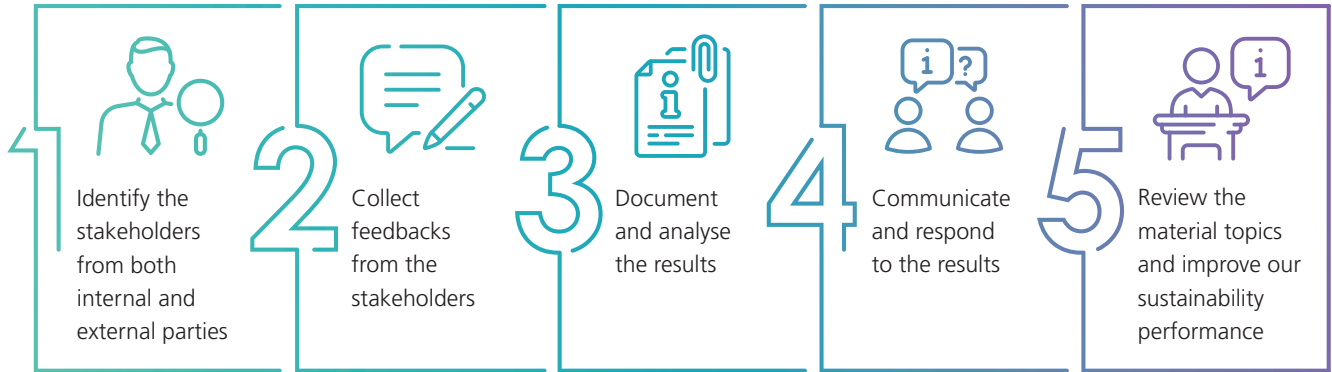 1
Identify the
stakeholders
from both
internal and
external parties
2
Collect
feedbacks
from the
stakeholders
3
i
Document
and analyse
the results
4
i ?
Communicate
and respond
to the results
5
i
Review the
material topics
and improve our
sustainability
performance